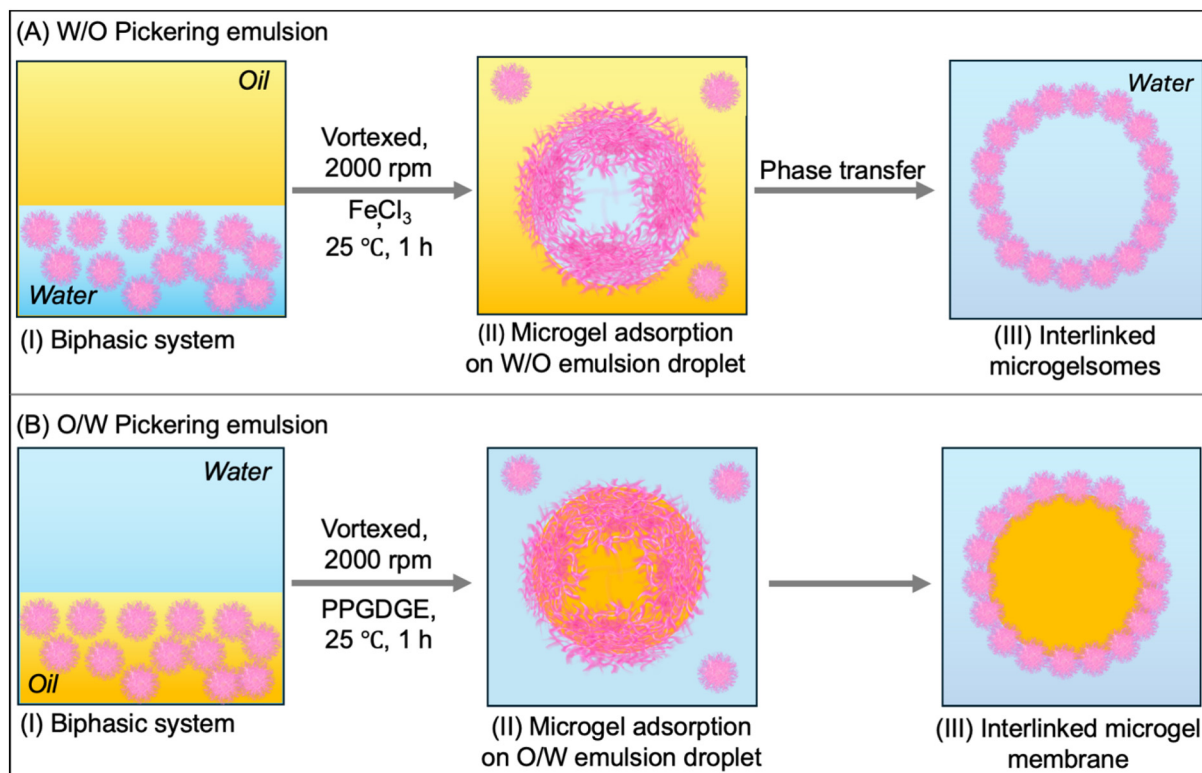 (A) W/O Pickering emulsion
Oil
Water
(I) Biphasic system
Vortexed,
2000 rpm
FeCl3,
25 ℃, 1 h
(II) Microgel adsorption
on W/O emulsion droplet
Phase transfer
Water
(III) Interlinked
microgelsomes
(B) O/W Pickering emulsion
Water
Oil
(I) Biphasic system
Vortexed,
2000 rpm
PPGDGE,
25 ℃, 1 h
(II) Microgel adsorption
on O/W emulsion droplet
(III) Interlinked microgel
membrane